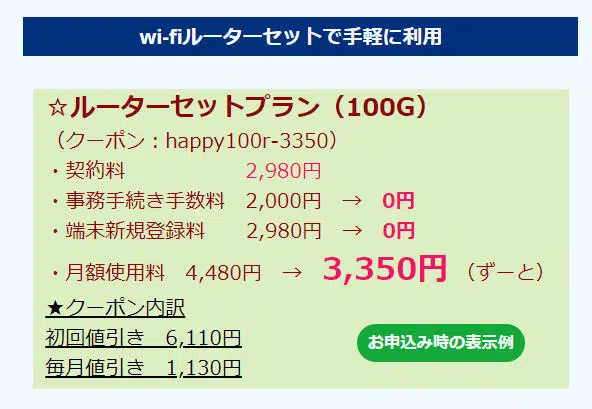 wi-fiルーターセットで手軽に利用
☆ルーターセットプラン（100G）
（クーポン：happy100r-3350）
・契約料　2,980円
・事務手続き手数料　2,000円　→　0円
・端末新規登録料　2,980円　→　0円
・月額使用料　4,480円　→　3,350円（ずーと）
★クーポン内訳
初回値引き　6,110円
お申込み時の表示例
毎月値引き　1,130円